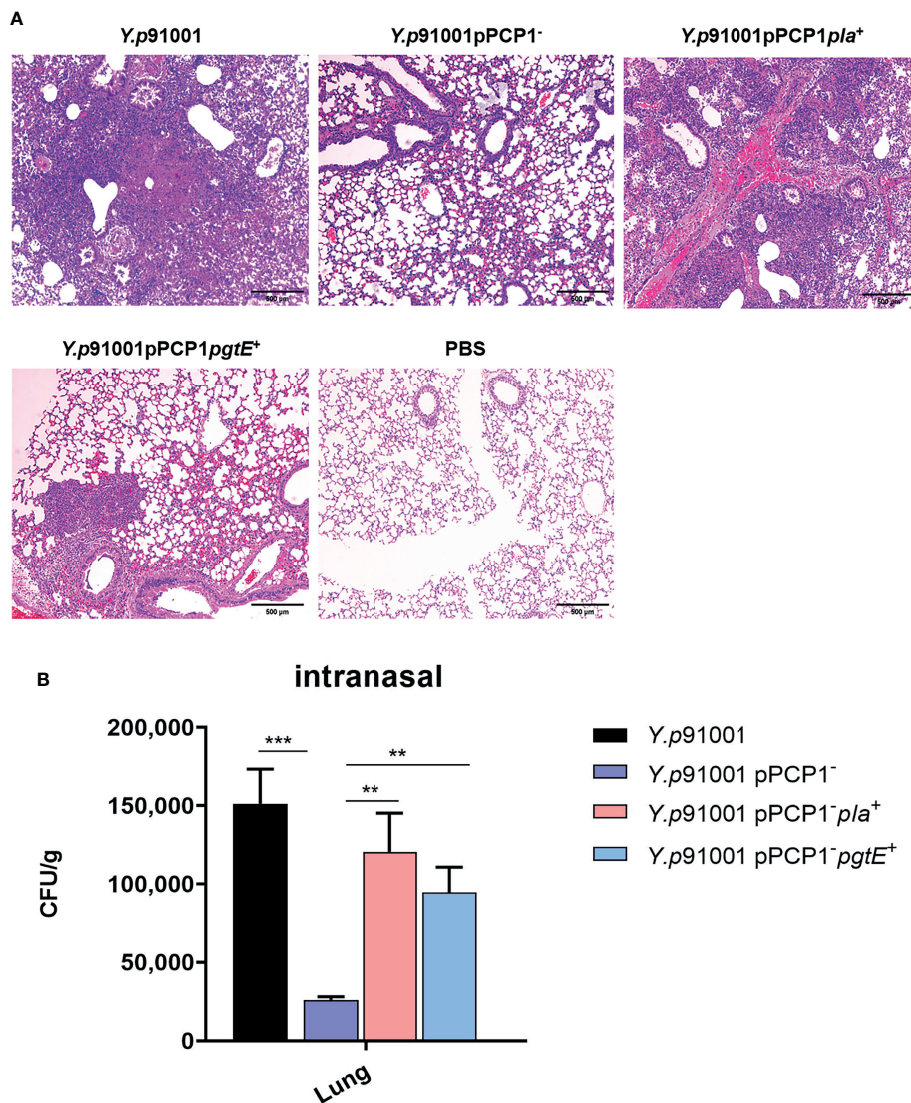 A
Y.p91001
Y.p91001pPCP1⁻
Y.p91001pPCP1pla⁺
500 µm
500 µm
500 µm
Y.p91001pPCP1pgtE⁺
PBS
500 µm
500 µm
B
intranasal
200,000
150,000
100,000
50,000
0
CFU/g
***
**
**
Lung
Y.p91001
Y.p91001 pPCP1⁻
Y.p91001 pPCP1⁻pla⁺
Y.p91001 pPCP1⁻pgtE⁺